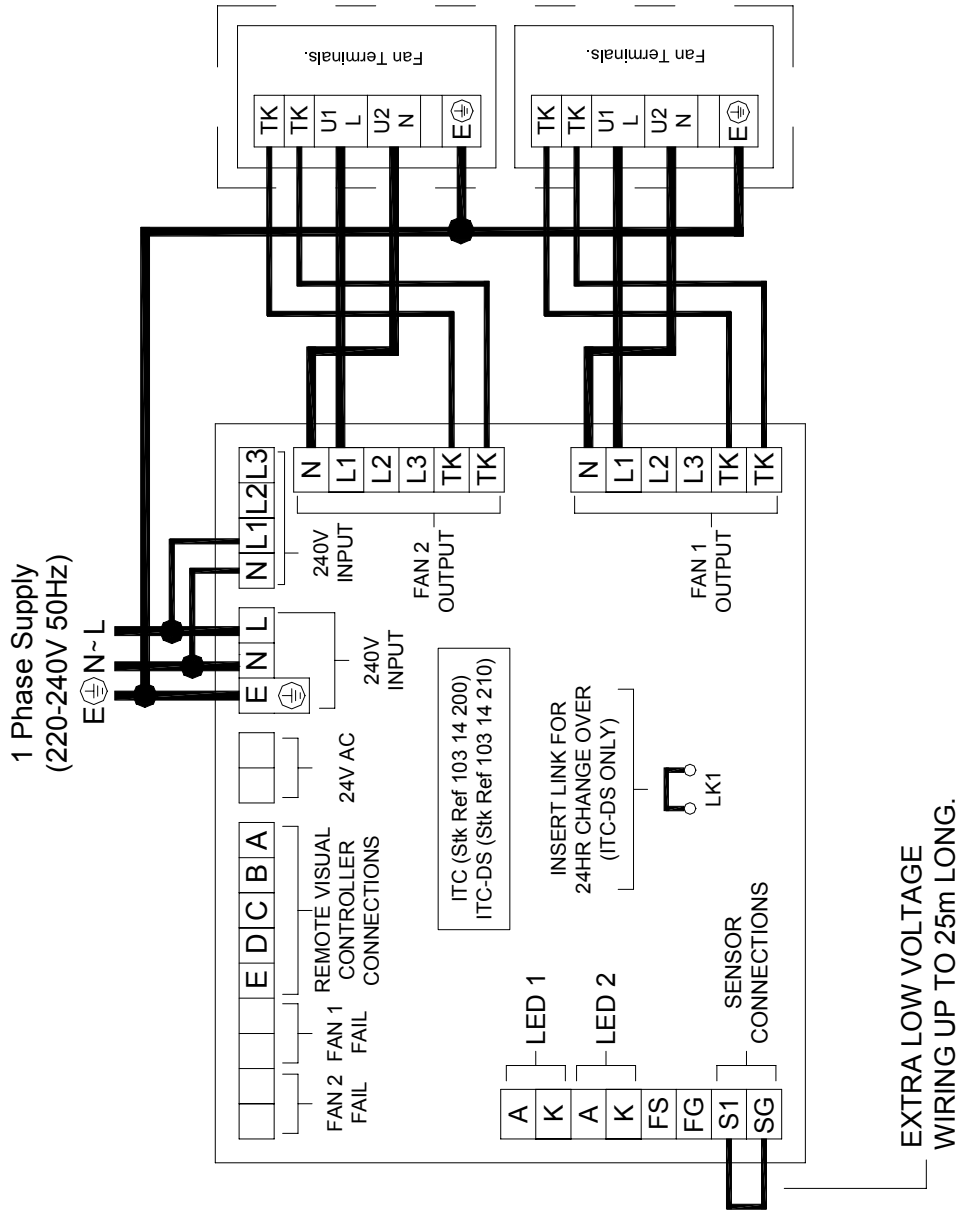 1 Phase Supply
(220-240V 50Hz)
E N~L
FAN 2
FAIL
FAN 1
FAIL
E D C B A
REMOTE VISUAL
CONTROLLER
CONNECTIONS
24V AC
E N L
240V
INPUT
N L1 L2 L3
240V
INPUT
N
L1
L2
L3
TK
TK
FAN 2
OUTPUT
N
L1
L2
L3
TK
TK
FAN 1
OUTPUT
TK
TK
U1
L
U2
N
E
Fan Terminals.
TK
TK
U1
L
U2
N
E
Fan Terminals.
ITC (Stk Ref 103 14 200)
ITC-DS (Stk Ref 103 14 210)
INSERT LINK FOR
24HR CHANGE OVER
(ITC-DS ONLY)
LK1
A
K
A
K
FS
FG
S1
SG
LED 1
LED 2
SENSOR
CONNECTIONS
EXTRA LOW VOLTAGE
WIRING UP TO 25m LONG.